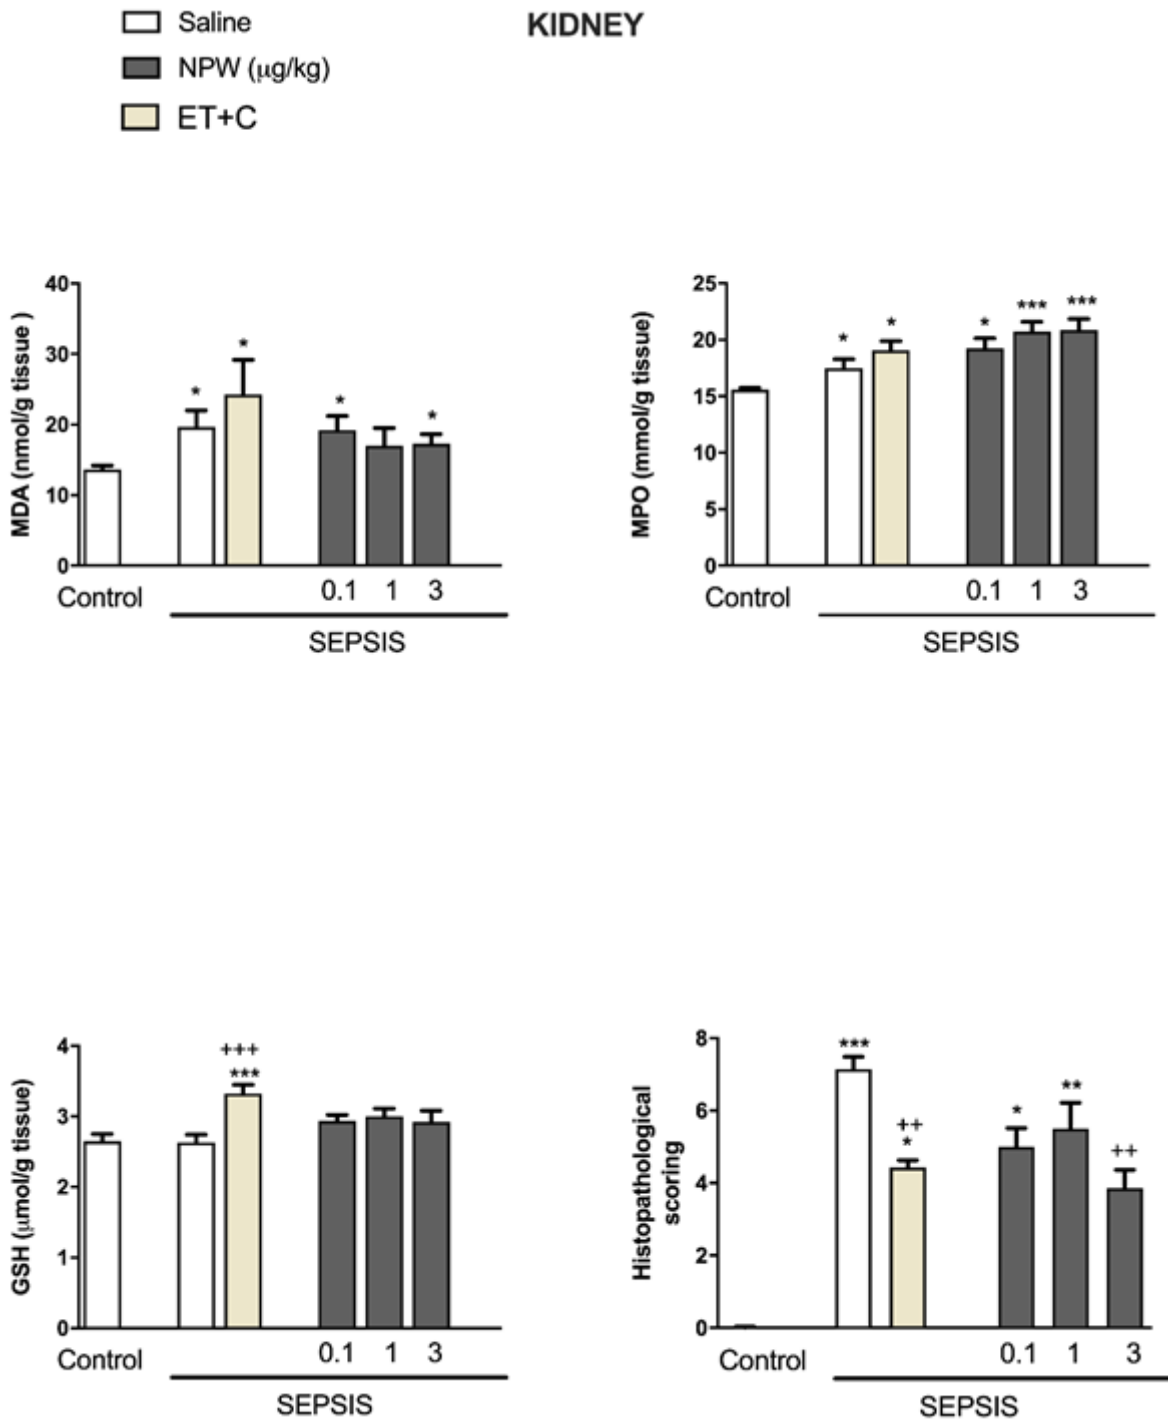 KIDNEY
Saline
NPW (µg/kg)
ET+C
MDA (nmol/g tissue )
40
30
20
10
0
*
*
*
*
Control
0.1 1 3
SEPSIS
MPO (mmol/g tissue)
25
20
15
10
5
0
*
*
*
***
***
Control
0.1 1 3
SEPSIS
GSH (µmol/g tissue)
4
3
2
1
0
+++
***
Control
0.1 1 3
SEPSIS
Histopathological
scoring
8
6
4
2
0
***
++
*
*
**
++
Control
0.1 1 3
SEPSIS